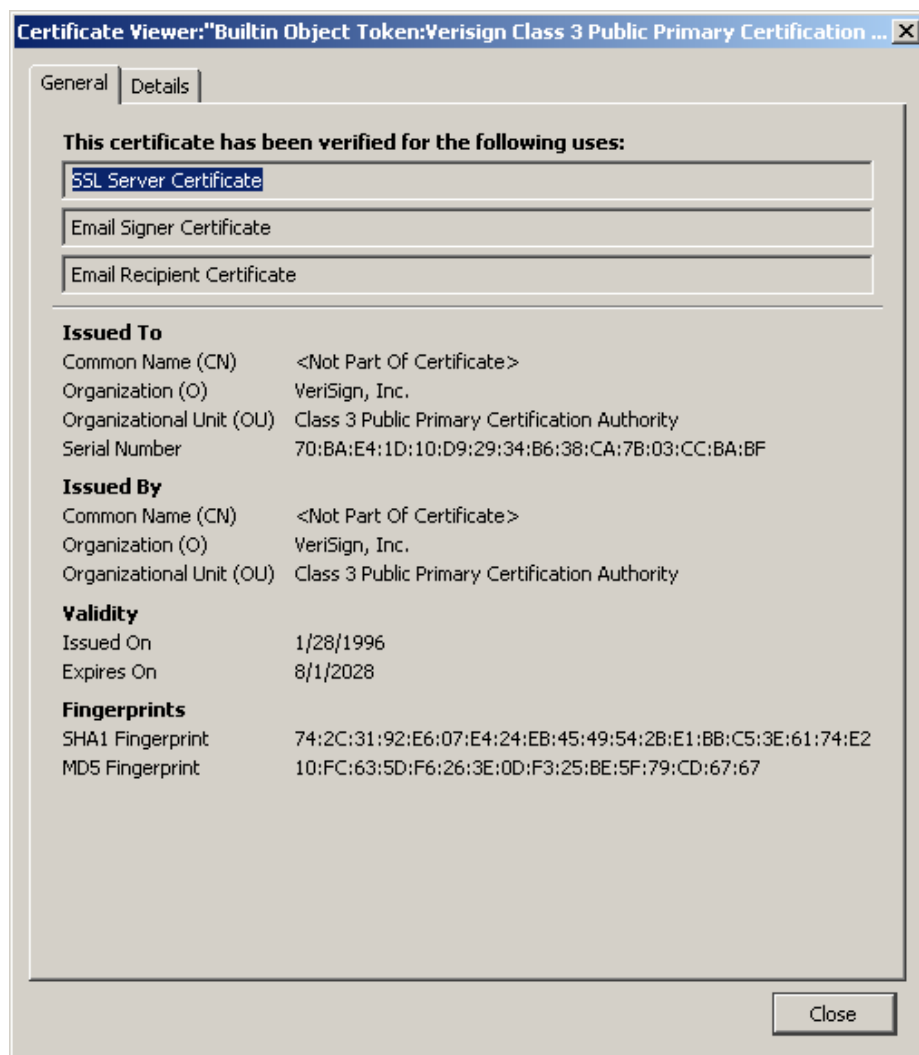 Certificate Viewer:"Builtin Object Token:Verisign Class 3 Public Primary Certification ...
General Details
This certificate has been verified for the following uses:
SSL Server Certificate
Email Signer Certificate
Email Recipient Certificate
Issued To
Common Name (CN) <Not Part Of Certificate>
Organization (O) VeriSign, Inc.
Organizational Unit (OU) Class 3 Public Primary Certification Authority
Serial Number 70:BA:E4:1D:10:D9:29:34:B6:38:CA:7B:03:CC:BA:BF
Issued By
Common Name (CN) <Not Part Of Certificate>
Organization (O) VeriSign, Inc.
Organizational Unit (OU) Class 3 Public Primary Certification Authority
Validity
Issued On 1/28/1996
Expires On 8/1/2028
Fingerprints
SHA1 Fingerprint 74:2C:31:92:E6:07:E4:24:EB:45:49:54:2B:E1:BB:C5:3E:61:74:E2
MD5 Fingerprint 10:FC:63:5D:F6:26:3E:0D:F3:25:BE:5F:79:CD:67:67
Close